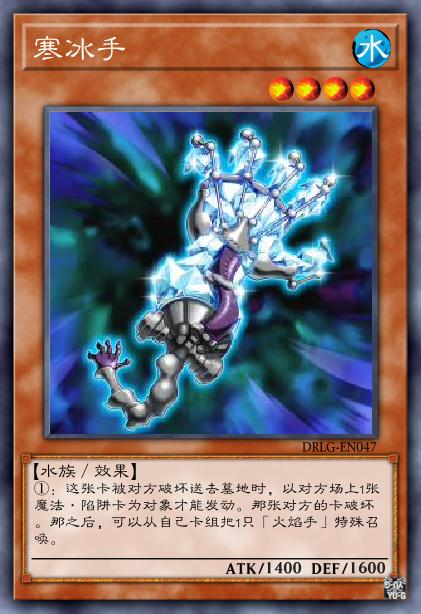 寒冰手
水
DRLG-EN047
【水族 / 效果】
①：这张卡被对方破坏送去墓地时，以对方场上1张
魔法·陷阱卡为对象才能发动。那张对方的卡破坏
。那之后，可以从自己卡组把1只「火焰手」特殊召
唤。
ATK/1400 DEF/1600